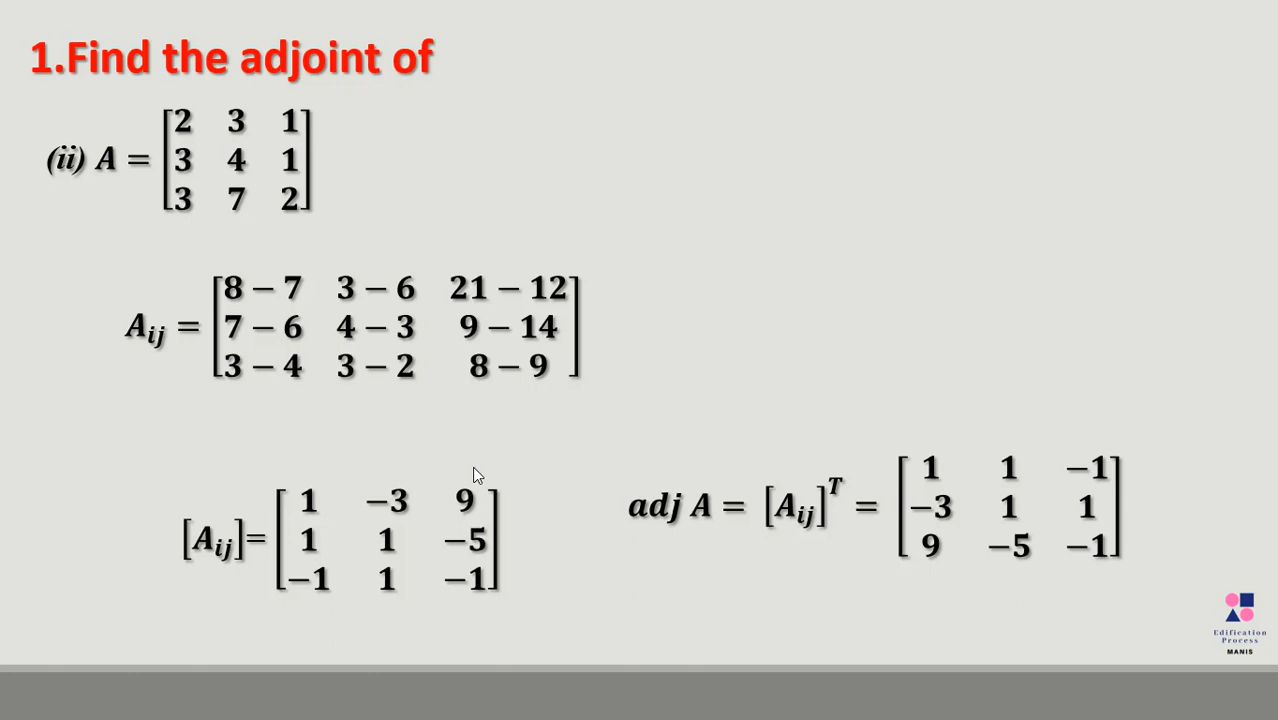 1.Find the adjoint of
(ii) A = [2 3 1
3 4 1
3 7 2]
A_ij = [8 − 7 3 − 6 21 − 12
7 − 6 4 − 3 9 − 14
3 − 4 3 − 2 8 − 9]
[A_ij]= [1 −3 9
1 1 −5
−1 1 −1]
adj A = [A_ij]^T = [1 1 −1
−3 1 1
9 −5 −1]
Edification
Process
MANIS